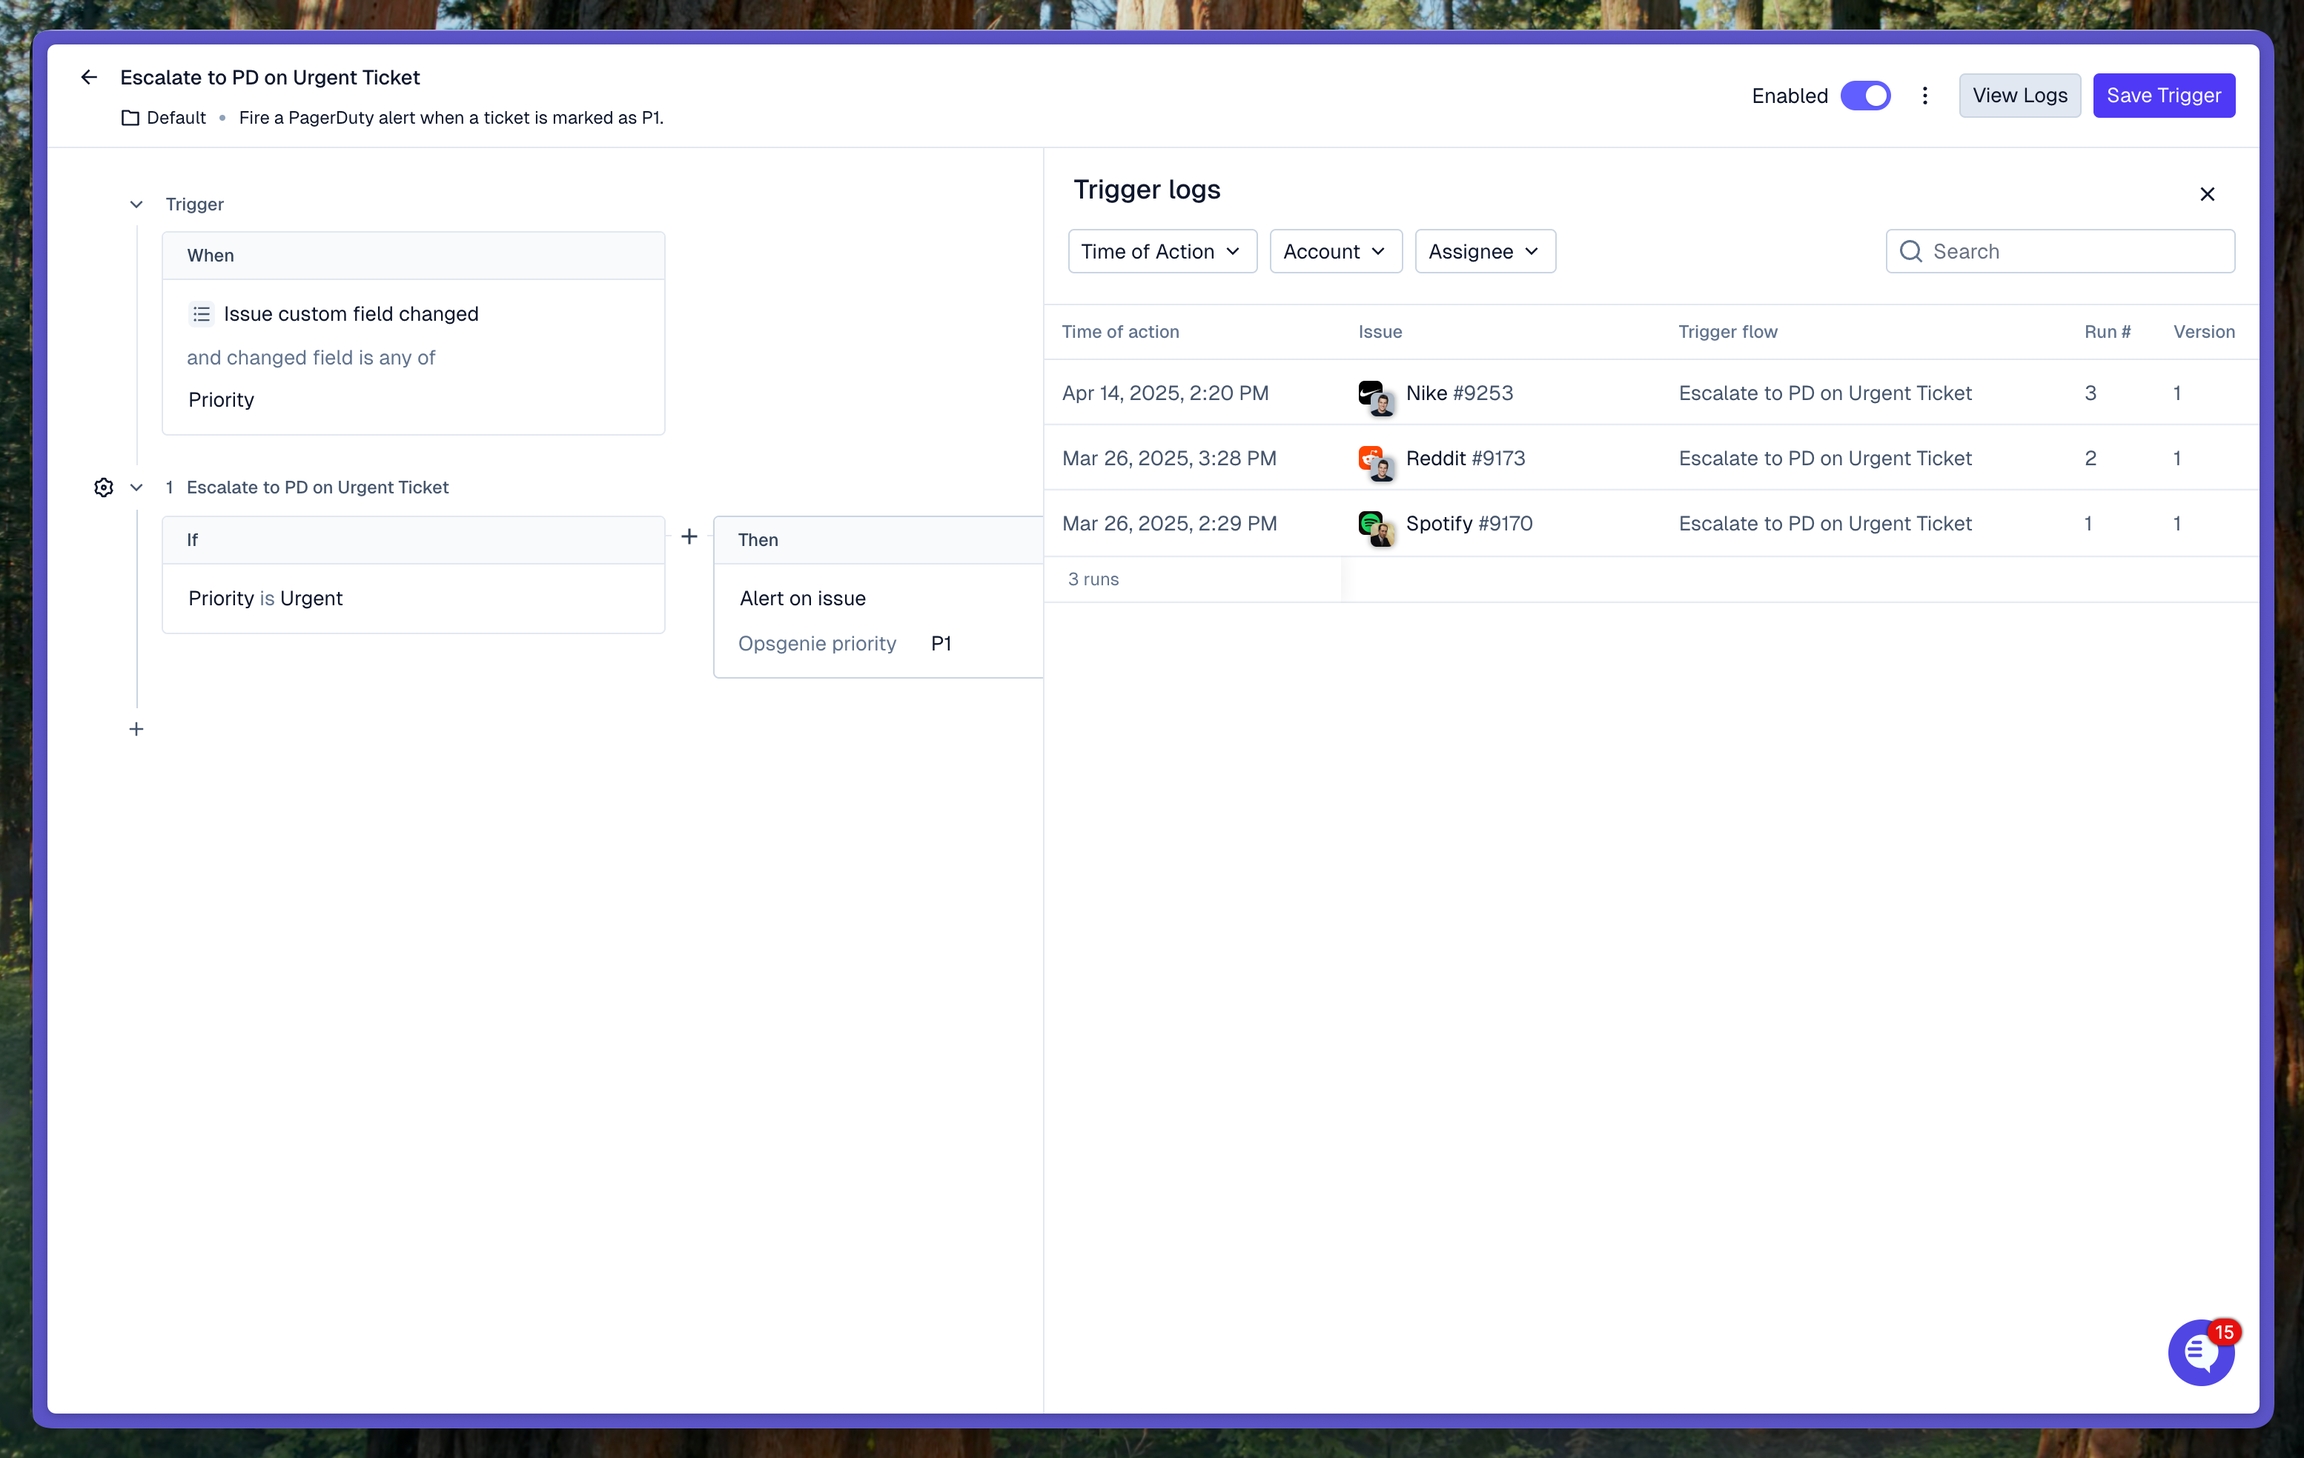 Escalate to PD on Urgent Ticket
Default • Fire a PagerDuty alert when a ticket is marked as P1.
Enabled
View Logs
Save Trigger
Trigger
When
Issue custom field changed
and changed field is any of
Priority
1 Escalate to PD on Urgent Ticket
If
Priority is Urgent
Then
Alert on issue
Opsgenie priority P1
Trigger logs
Time of Action Account Assignee Search
Time of action Issue Trigger flow Run # Version
Apr 14, 2025, 2:20 PM Nike #9253 Escalate to PD on Urgent Ticket 3 1
Mar 26, 2025, 3:28 PM Reddit #9173 Escalate to PD on Urgent Ticket 2 1
Mar 26, 2025, 2:29 PM Spotify #9170 Escalate to PD on Urgent Ticket 1 1
3 runs
15